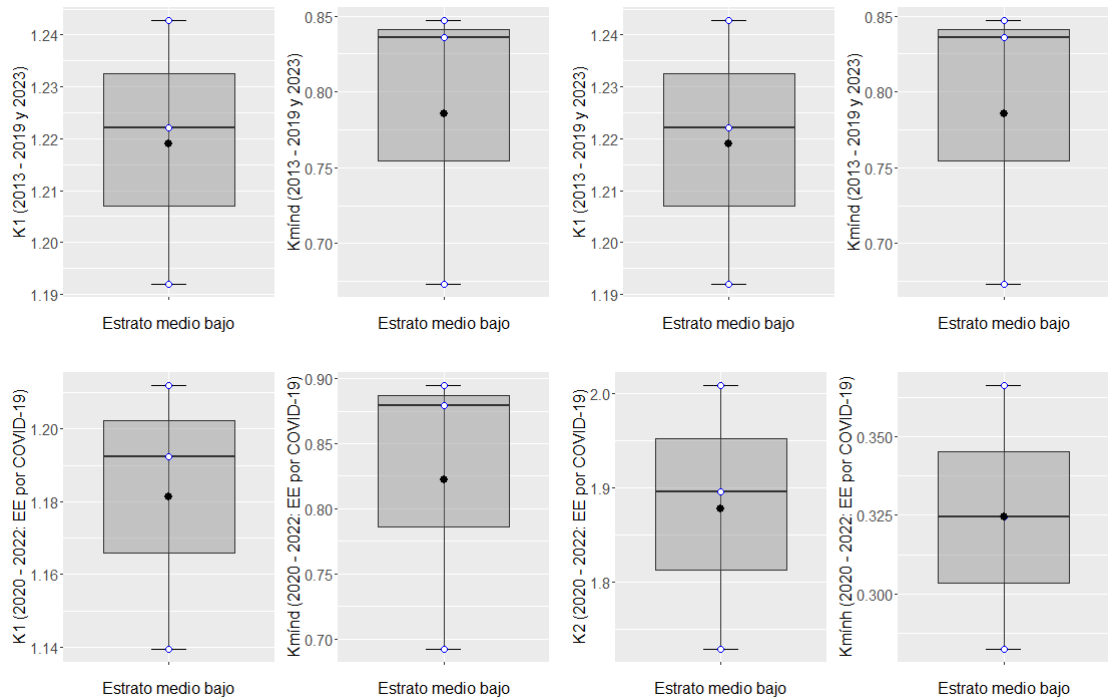 K1 (2013 - 2019 y 2023)
1.24
1.23
1.22
1.21
1.20
1.19
Estrato medio bajo
Kmínd (2013 - 2019 y 2023)
0.85
0.80
0.75
0.70
Estrato medio bajo
K1 (2013 - 2019 y 2023)
1.24
1.23
1.22
1.21
1.20
1.19
Estrato medio bajo
Kmínd (2013 - 2019 y 2023)
0.85
0.80
0.75
0.70
Estrato medio bajo
K1 (2020 - 2022: EE por COVID-19)
1.20
1.18
1.16
1.14
Estrato medio bajo
Kmínd (2020 - 2022: EE por COVID-19)
0.90
0.85
0.80
0.75
0.70
Estrato medio bajo
K2 (2020 - 2022: EE por COVID-19)
2.0
1.9
1.8
Estrato medio bajo
Kmính (2020 - 2022: EE por COVID-19)
0.350
0.325
0.300
Estrato medio bajo